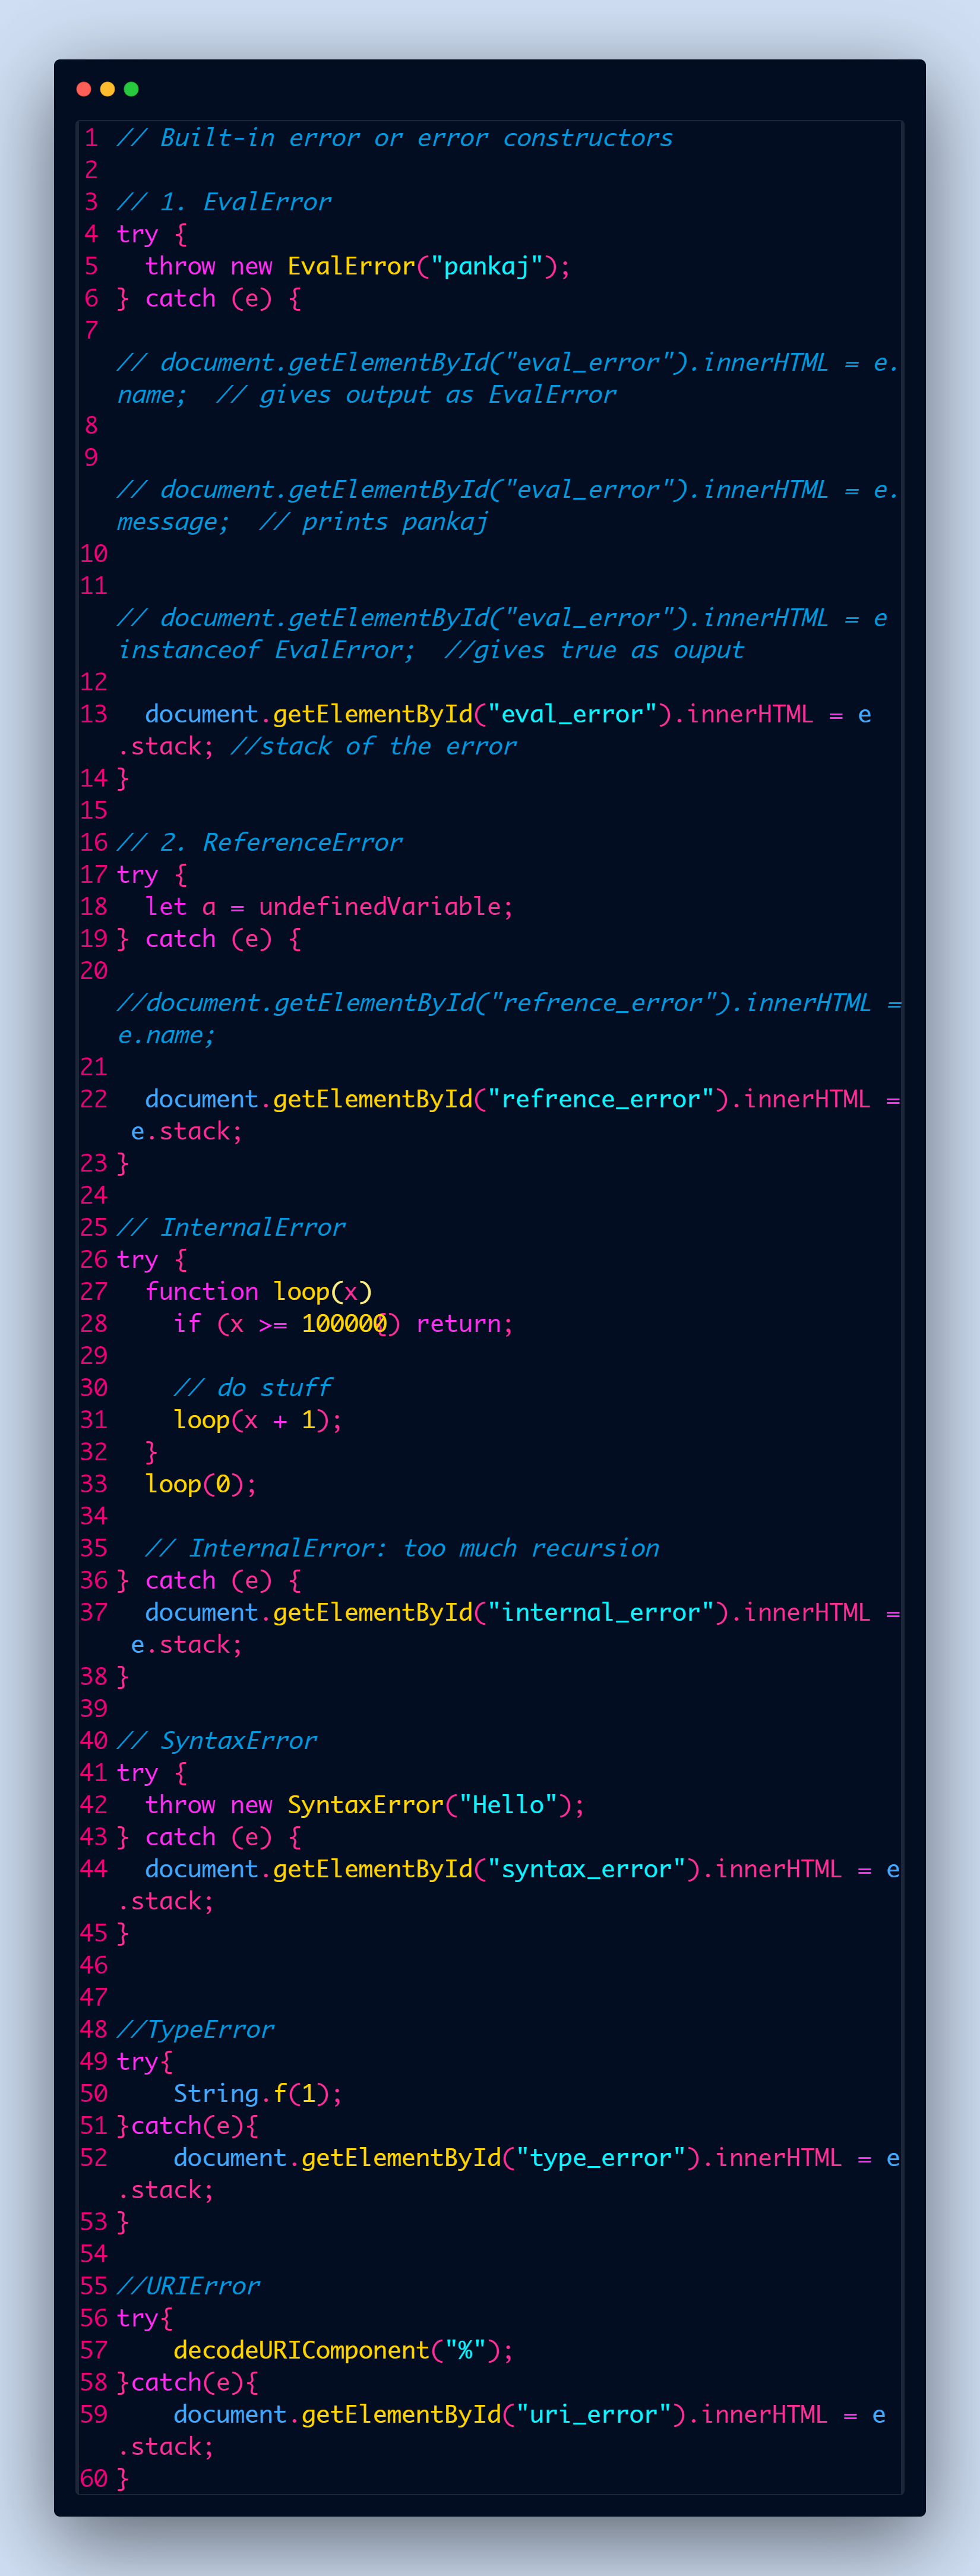 1 // Built-in error or error constructors
2
3 // 1. EvalError
4 try {
5   throw new EvalError("pankaj");
6 } catch (e) {
7
// document.getElementById("eval_error").innerHTML = e.
name;  // gives output as EvalError
8
9
// document.getElementById("eval_error").innerHTML = e.
message;  // prints pankaj
10
11
// document.getElementById("eval_error").innerHTML = e
instanceof EvalError;  //gives true as ouput
12
13   document.getElementById("eval_error").innerHTML = e
.stack; //stack of the error
14 }
15
16 // 2. ReferenceError
17 try {
18   let a = undefinedVariable;
19 } catch (e) {
20
//document.getElementById("refrence_error").innerHTML =
e.name;
21
22   document.getElementById("refrence_error").innerHTML =
 e.stack;
23 }
24
25 // InternalError
26 try {
27   function loop(x)
28     if (x >= 100000{) return;
29
30     // do stuff
31     loop(x + 1);
32   }
33   loop(0);
34
35   // InternalError: too much recursion
36 } catch (e) {
37   document.getElementById("internal_error").innerHTML =
 e.stack;
38 }
39
40 // SyntaxError
41 try {
42   throw new SyntaxError("Hello");
43 } catch (e) {
44   document.getElementById("syntax_error").innerHTML = e
.stack;
45 }
46
47
48 //TypeError
49 try{
50     String.f(1);
51 }catch(e){
52     document.getElementById("type_error").innerHTML = e
.stack;
53 }
54
55 //URIError
56 try{
57     decodeURIComponent("%");
58 }catch(e){
59     document.getElementById("uri_error").innerHTML = e
.stack;
60 }